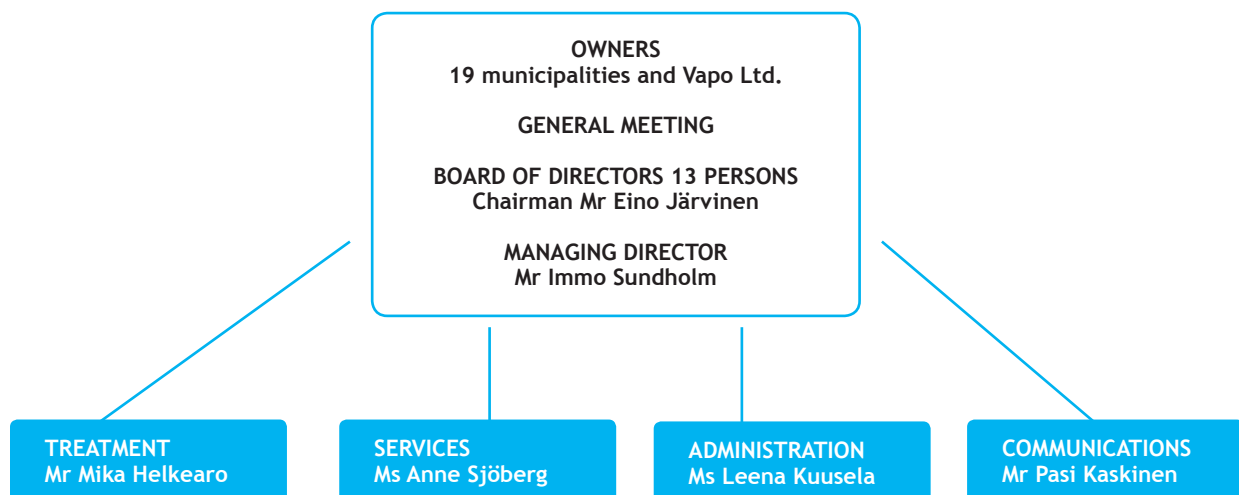 OWNERS
19 municipalities and Vapo Ltd.
GENERAL MEETING
BOARD OF DIRECTORS 13 PERSONS
Chairman Mr Eino Järvinen
MANAGING DIRECTOR
Mr Immo Sundholm
TREATMENT
Mr Mika Helkearo
SERVICES
Ms Anne Sjöberg
ADMINISTRATION
Ms Leena Kuusela
COMMUNICATIONS
Mr Pasi Kaskinen